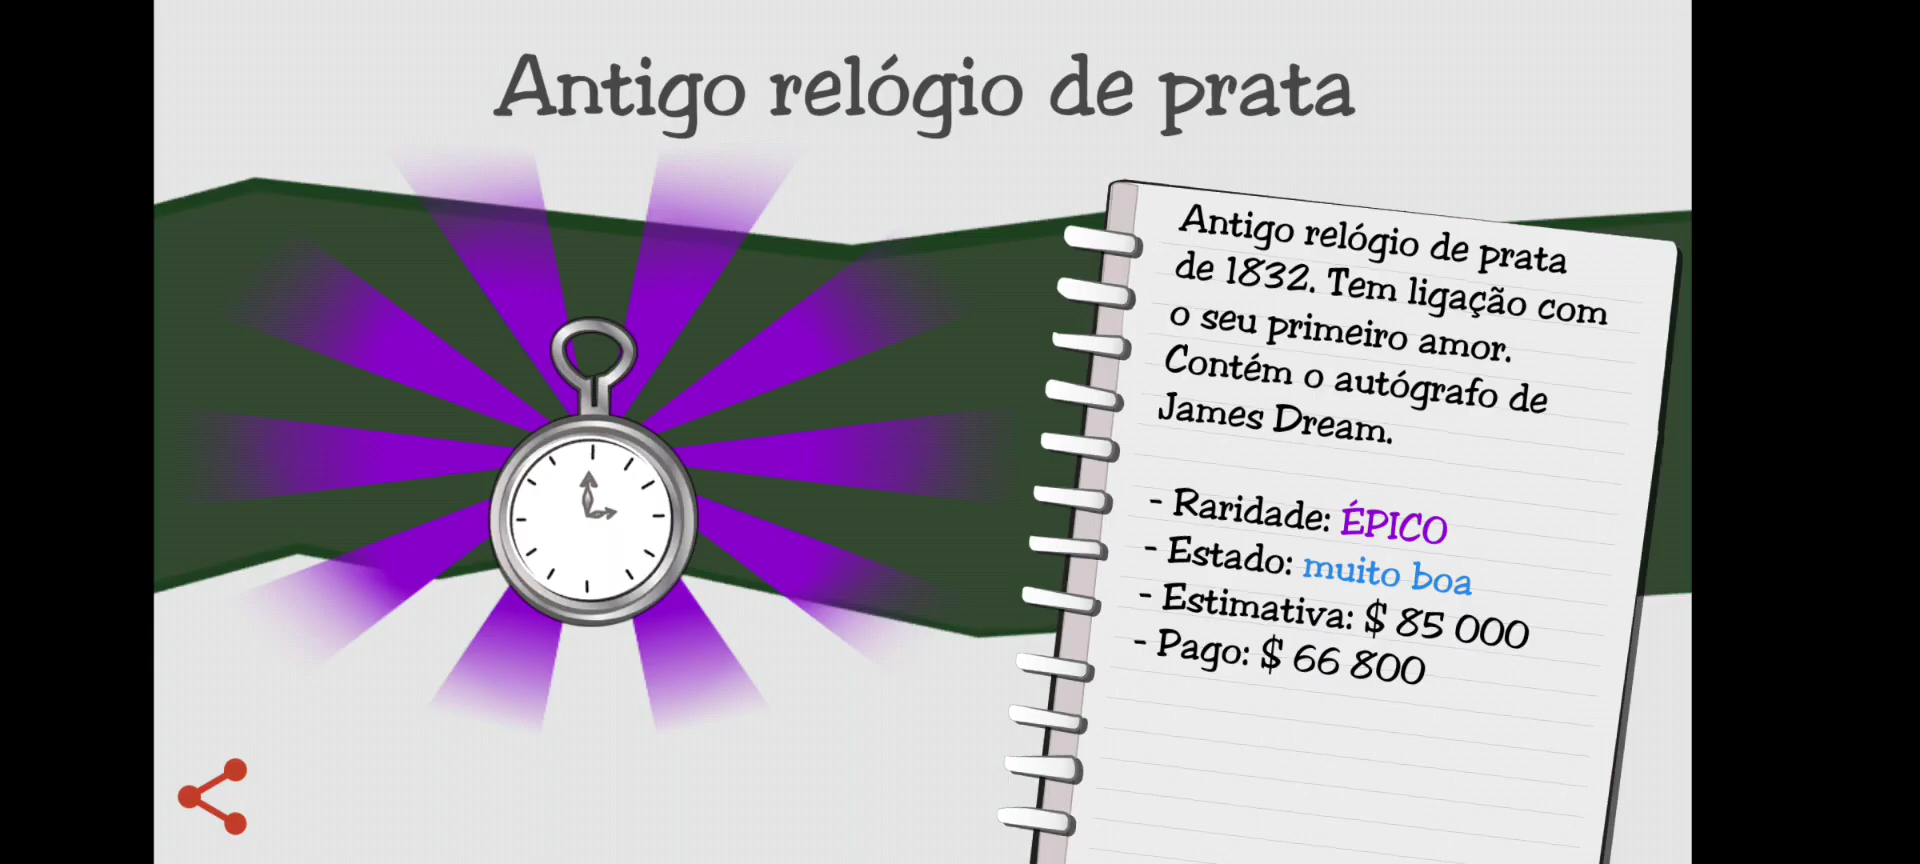 Antigo relógio de prata
Antigo relógio de prata
de 1832. Tem ligação com
o seu primeiro amor.
Contém o autógrafo de
James Dream.
- Raridade: ÉPICO
- Estado: muito boa
- Estimativa: $ 85 000
- Pago: $ 66 800